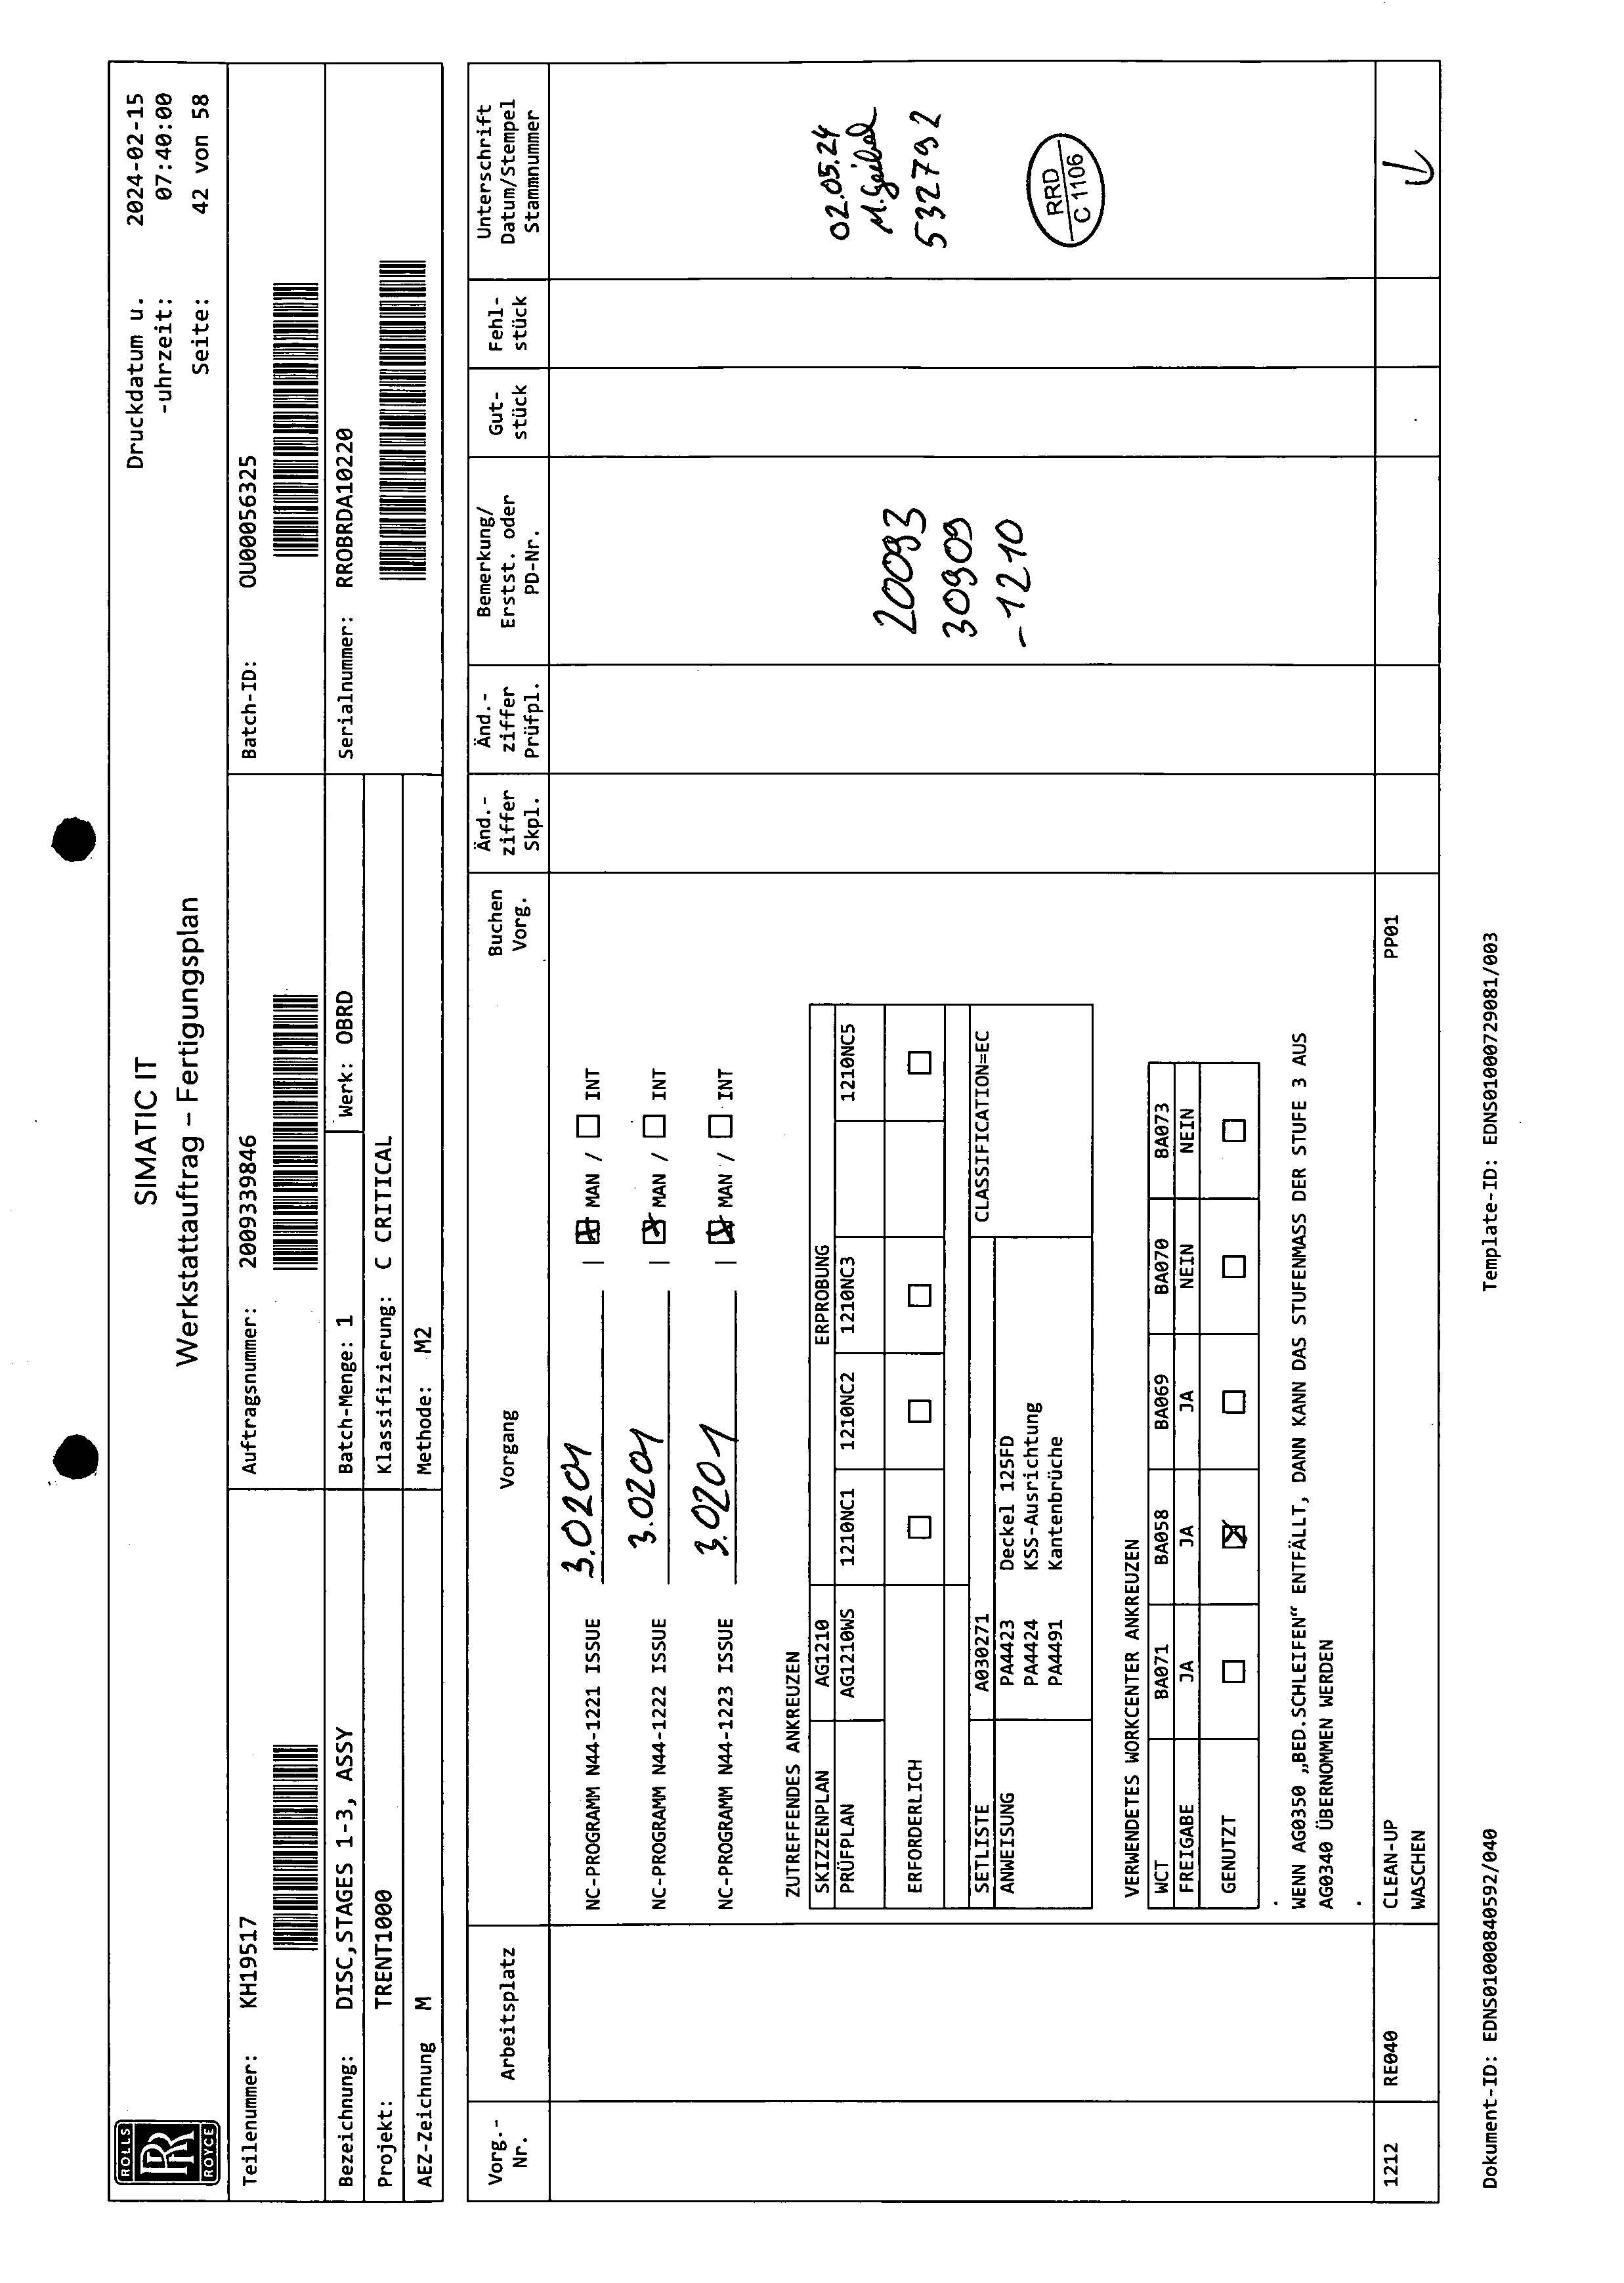 ROLLS
RR
ROYCE
SIMATIC IT
Werkstattauftrag – Fertigungsplan
Druckdatum u. 2024-02-15
-uhrzeit: 07:40:00
Seite: 42 von 58
Teilenummer: KH19517
Auftragsnummer: 2009339846
Batch-ID: OU00056325
Bezeichnung: DISC,STAGES 1-3, ASSY
Batch-Menge: 1
Werk: OBRD
Serialnummer: RROBRDA10220
Projekt: TRENT1000
Klassifizierung: C CRITICAL
AEZ-Zeichnung M
Methode: M2
Vorg.-Nr. Arbeitsplatz Vorgang Buchen Vorg. Änd.-ziffer Skpl. Änd.-ziffer Prüfpl. Bemerkung/ Erstst. oder PD-Nr. Gut-stück Fehl-stück Unterschrift Datum/Stempel Stammnummer
NC-PROGRAMM N44-1221 ISSUE 3.0201 | ☒ MAN / ☐ INT
NC-PROGRAMM N44-1222 ISSUE 3.0201 | ☒ MAN / ☐ INT
NC-PROGRAMM N44-1223 ISSUE 3.0201 | ☒ MAN / ☐ INT
ZUTREFFENDES ANKREUZEN
SKIZZENPLAN AG1210 ERPROBUNG
PRÜFPLAN AG1210WS 1210NC1 1210NC2 1210NC3 1210NC5
ERFORDERLICH ☐ ☐ ☐ ☐
SETLISTE A030271 CLASSIFICATION=EC
ANWEISUNG PA4423 Deckel 125FD
PA4424 KSS-Ausrichtung
PA4491 Kantenbrüche
20093
30909
-1210
02.05.24
M. Geibel
532792
RRD
C 1106
VERWENDETES WORKCENTER ANKREUZEN
WCT BA071 BA058 BA069 BA070 BA073
FREIGABE JA JA JA NEIN NEIN
GENUTZT ☐ ☒ ☐ ☐ ☐
.
WENN AG0350 „BED.SCHLEIFEN“ ENTFÄLLT, DANN KANN DAS STUFENMASS DER STUFE 3 AUS
AG0340 ÜBERNOMMEN WERDEN
.
1212 RE040 CLEAN-UP PP01
WASCHEN
Dokument-ID: EDNS01000840592/040 Template-ID: EDNS01000729081/003